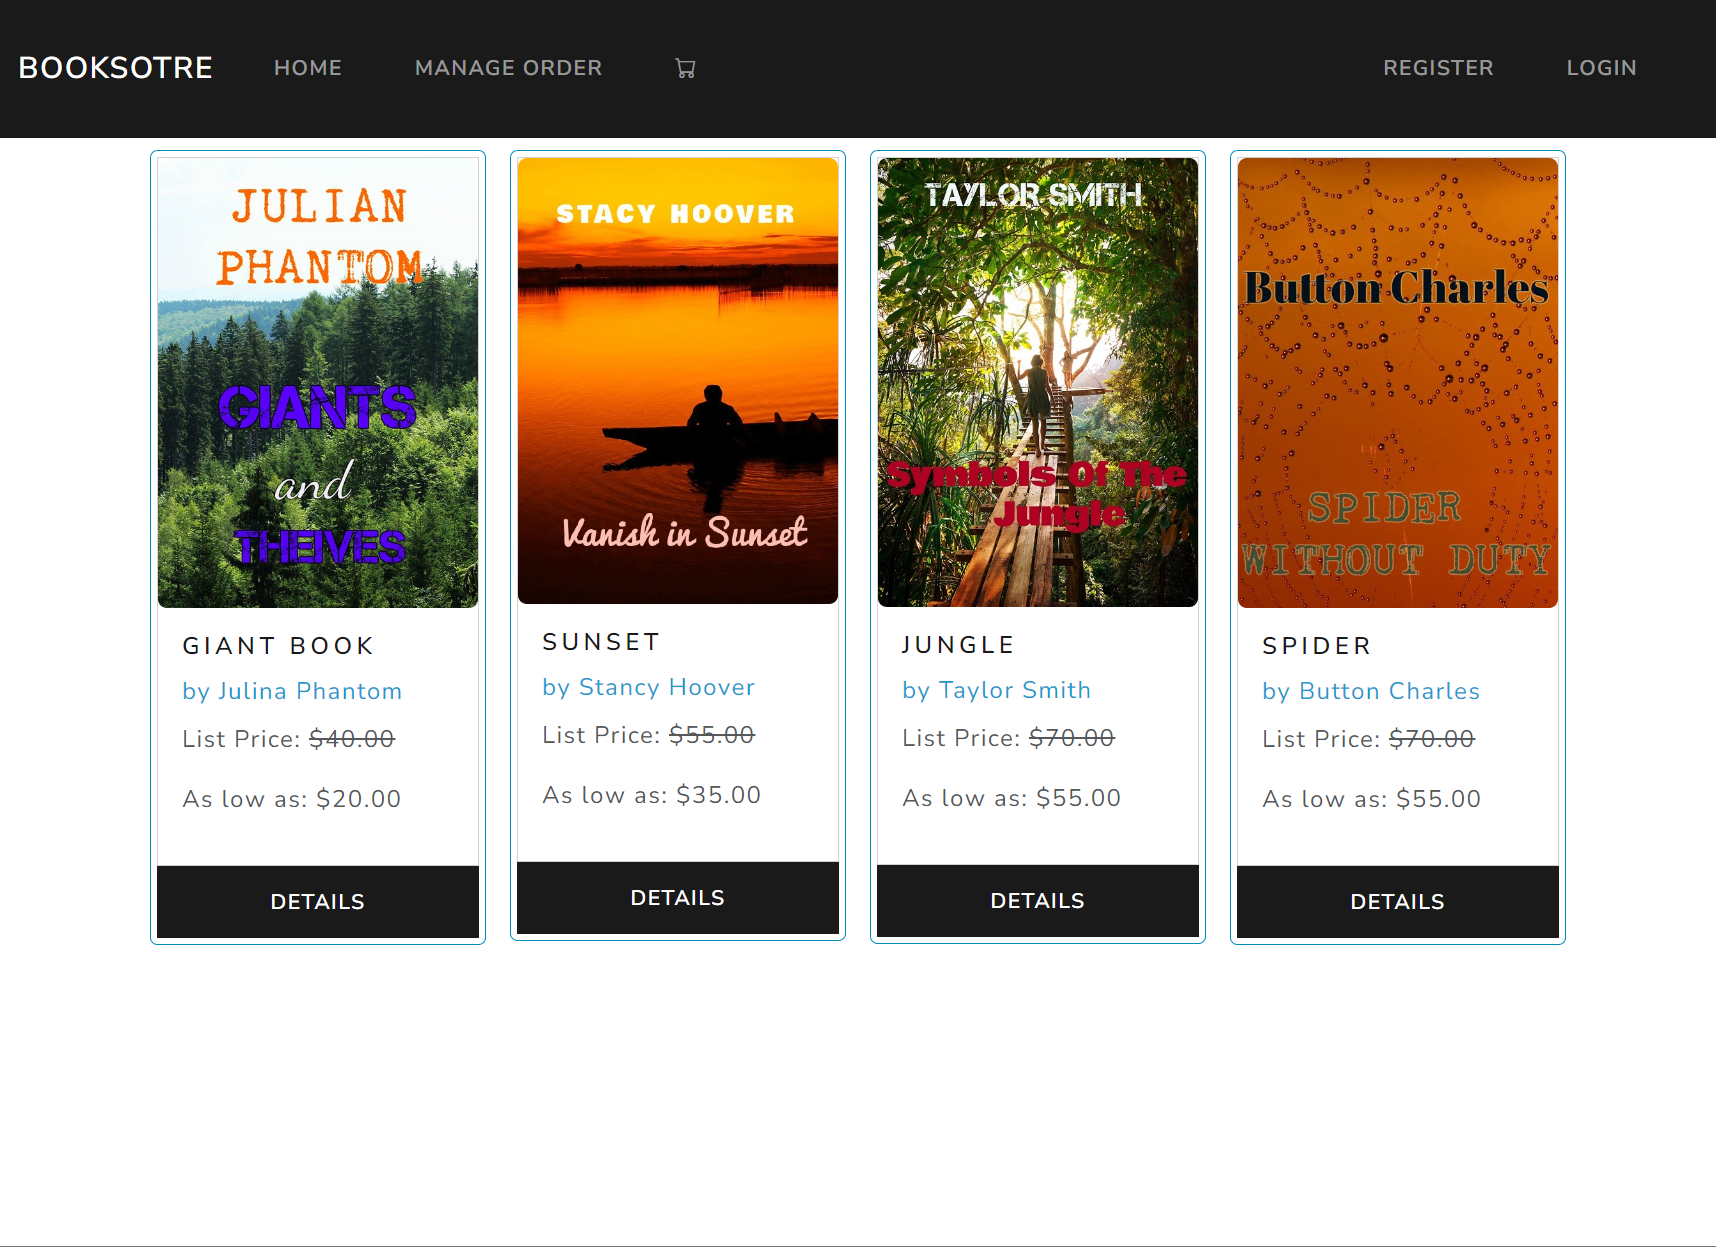 BOOKSOTRE HOME MANAGE ORDER REGISTER LOGIN
JULIAN
PHANTOM
GIANTS
and
THEIVES
GIANT BOOK
by Julina Phantom
List Price: $40.00
As low as: $20.00
DETAILS
STACY HOOVER
Vanish in Sunset
SUNSET
by Stancy Hoover
List Price: $55.00
As low as: $35.00
DETAILS
TAYLOR SMITH
Symbols Of The
Jungle
JUNGLE
by Taylor Smith
List Price: $70.00
As low as: $55.00
DETAILS
Button Charles
SPIDER
WITHOUT DUTY
SPIDER
by Button Charles
List Price: $70.00
As low as: $55.00
DETAILS